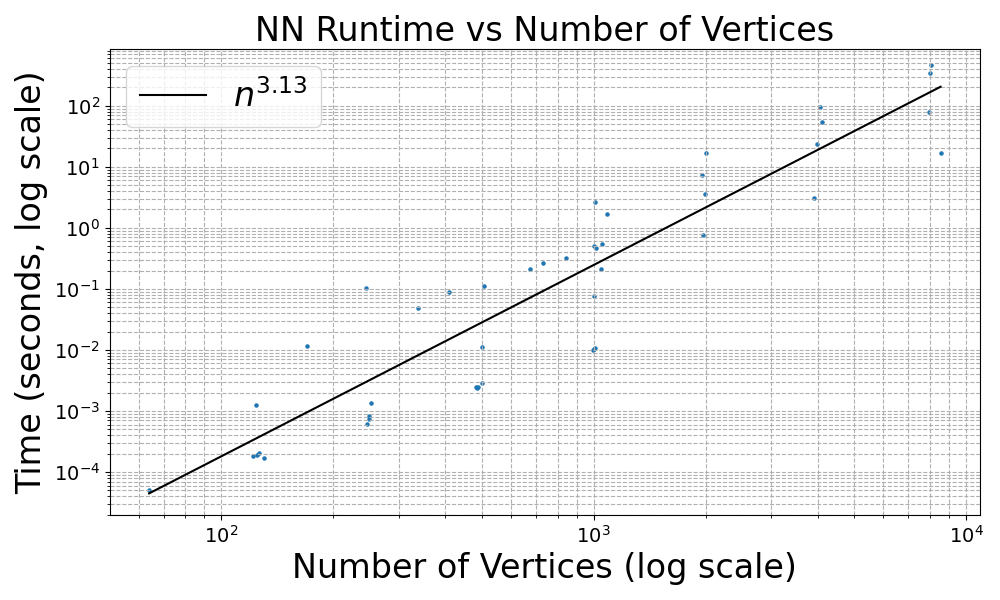 NN Runtime vs Number of Vertices
n^3.13
Time (seconds, log scale)
10^2
10^1
10^0
10^-1
10^-2
10^-3
10^-4
10^2 10^3 10^4
Number of Vertices (log scale)